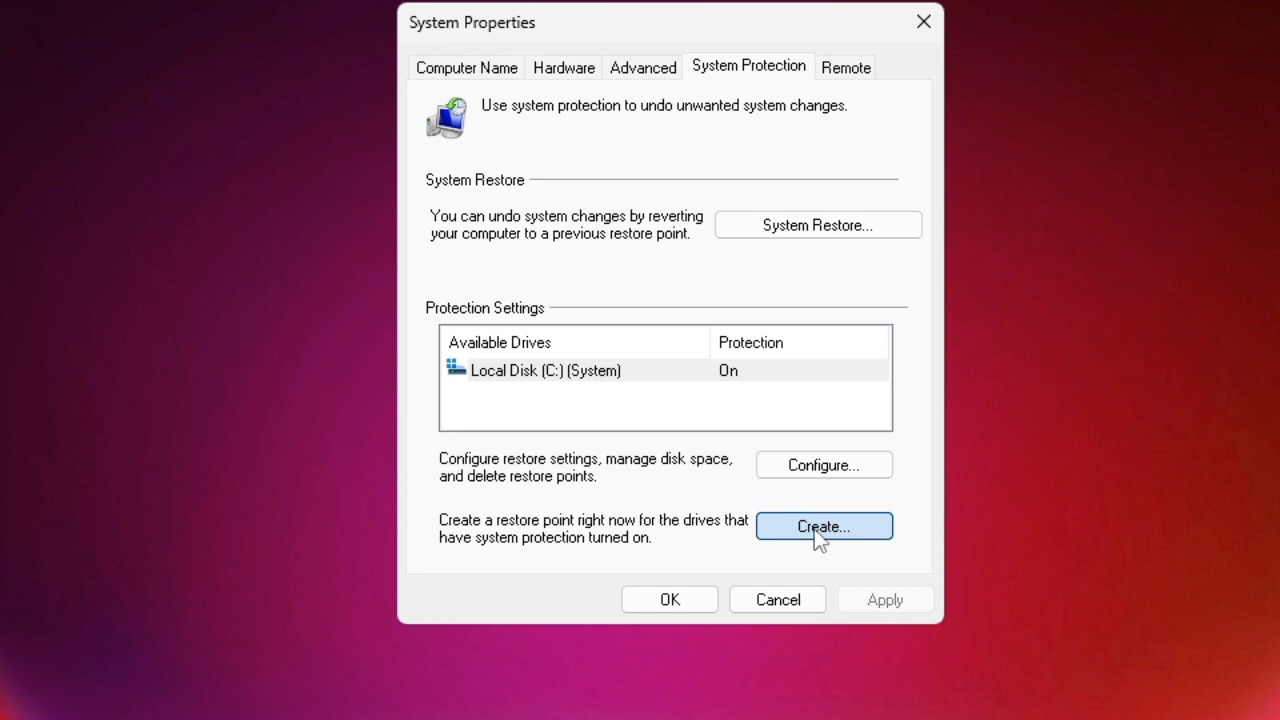 System Properties
Computer Name Hardware Advanced System Protection Remote
Use system protection to undo unwanted system changes.
System Restore
You can undo system changes by reverting
your computer to a previous restore point.
System Restore...
Protection Settings
Available Drives Protection
Local Disk (C:) (System) On
Configure restore settings, manage disk space,
and delete restore points.
Configure...
Create a restore point right now for the drives that
have system protection turned on.
Create...
OK Cancel Apply